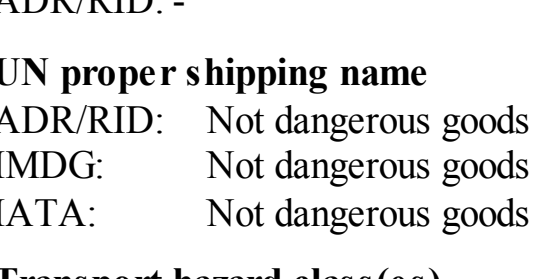 ADR/RID: -
UN proper shipping name
ADR/RID: Not dangerous goods
IMDG: Not dangerous goods
IATA: Not dangerous goods
Transport hazard class(es)